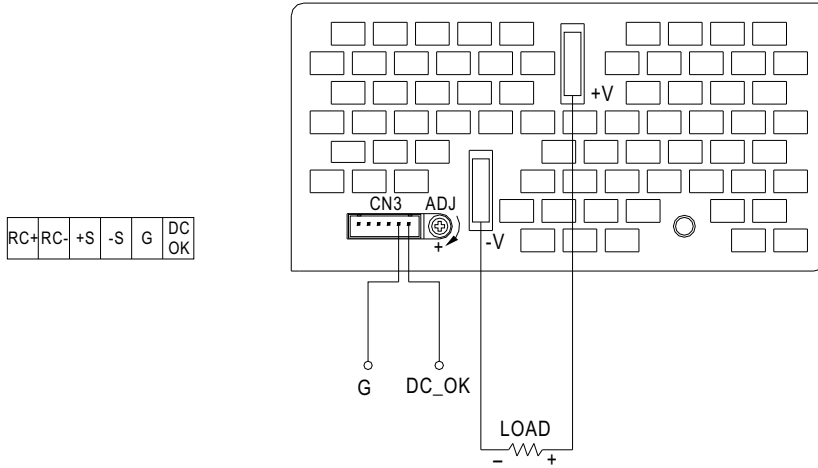 +V
CN3 ADJ
+
-V
RC+ RC- +S -S G DC OK
G DC_OK
LOAD
– +